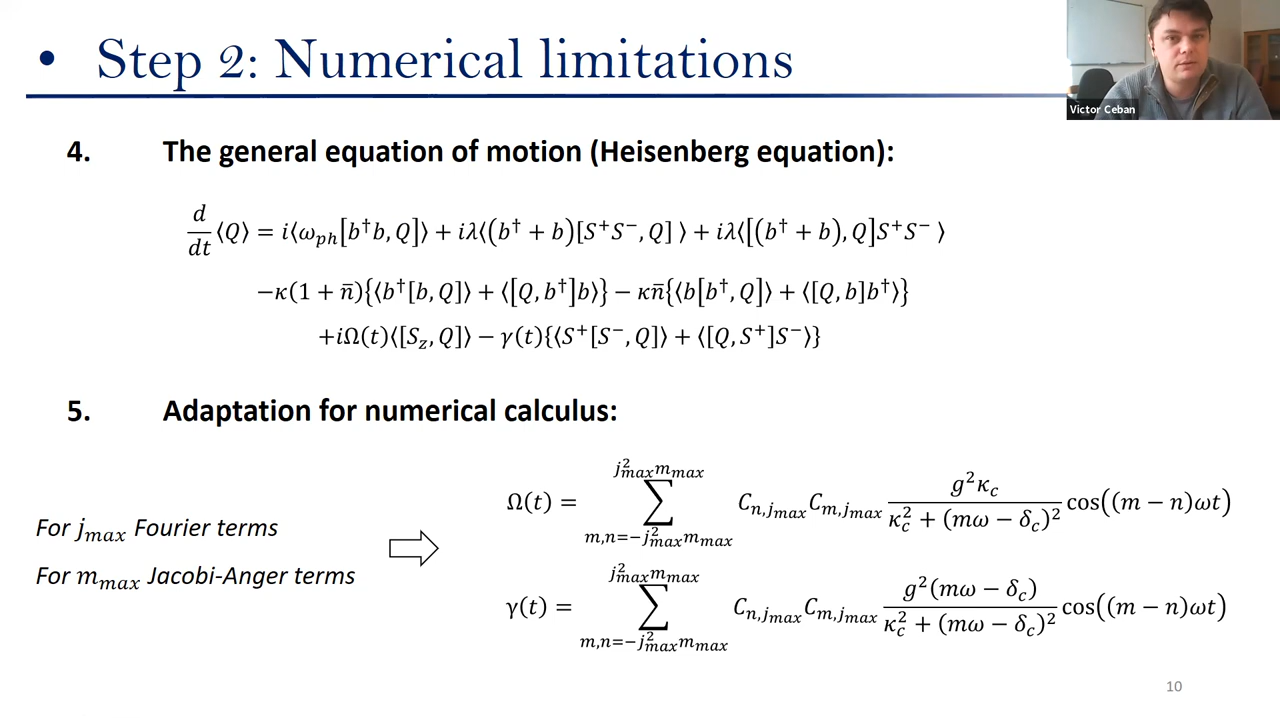 • Step 2: Numerical limitations
Victor Ceban
4. The general equation of motion (Heisenberg equation):
d/dt ⟨Q⟩ = i⟨ω_ph[b†b, Q]⟩ + iλ⟨(b† + b)[S⁺S⁻, Q] ⟩ + iλ⟨[(b† + b), Q]S⁺S⁻ ⟩
−κ(1 + n̄){⟨b†[b, Q]⟩ + ⟨[Q, b†]b⟩} − κn̄{⟨b[b†, Q]⟩ + ⟨[Q, b]b†⟩}
+iΩ(t)⟨[S_z, Q]⟩ − γ(t){⟨S⁺[S⁻, Q]⟩ + ⟨[Q, S⁺]S⁻⟩}
5. Adaptation for numerical calculus:
Ω(t) = ∑_{m,n=−j²_max m_max}^{j²_max m_max} C_{n,j_max} C_{m,j_max} g²κ_c / (κ_c² + (mω − δ_c)²) cos((m − n)ωt)
For j_max Fourier terms
For m_max Jacobi-Anger terms
γ(t) = ∑_{m,n=−j²_max m_max}^{j²_max m_max} C_{n,j_max} C_{m,j_max} g²(mω − δ_c) / (κ_c² + (mω − δ_c)²) cos((m − n)ωt)
10